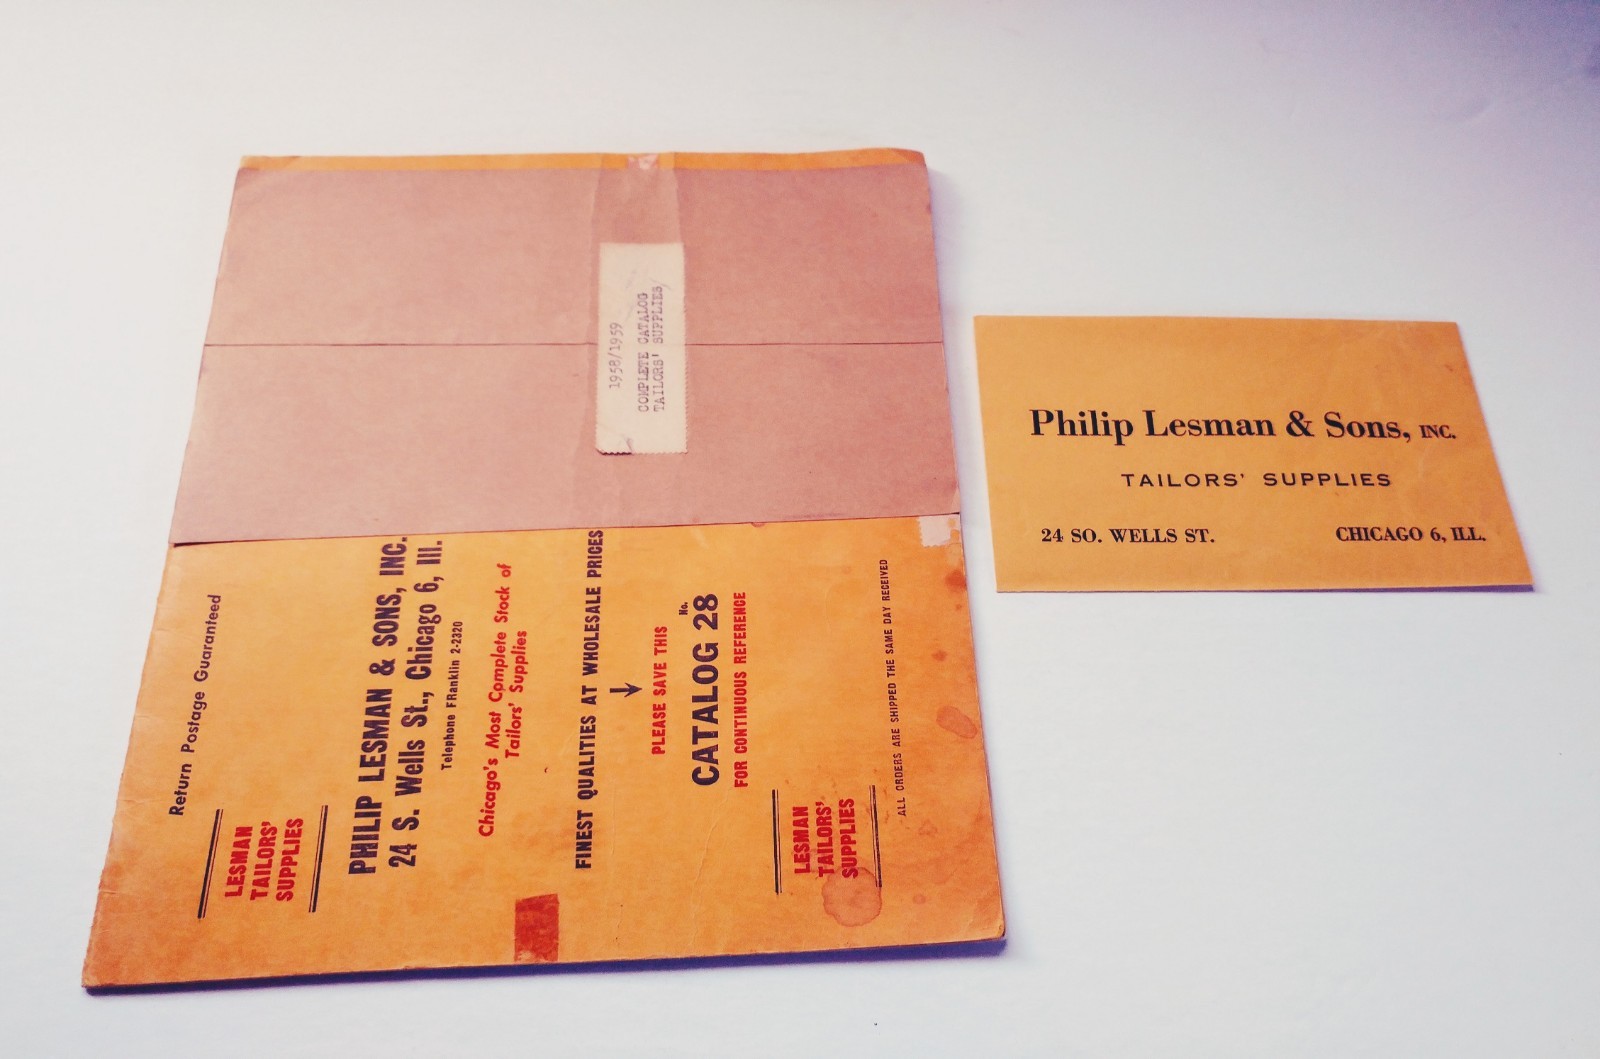 1958/1959
COMPLETE CATALOG
TAILORS' SUPPLIES
Return Postage Guaranteed
LESMAN
TAILORS'
SUPPLIES
PHILIP LESMAN & SONS, INC.
24 S. Wells St., Chicago 6, Ill.
Telephone FRanklin 2-2320
Chicago's Most Complete Stock of
Tailors' Supplies
FINEST QUALITIES AT WHOLESALE PRICES
PLEASE SAVE THIS
CATALOG No. 28
FOR CONTINUOUS REFERENCE
LESMAN
TAILORS'
SUPPLIES
ALL ORDERS ARE SHIPPED THE SAME DAY RECEIVED
Philip Lesman & Sons, INC.
TAILORS' SUPPLIES
24 SO. WELLS ST. CHICAGO 6, ILL.